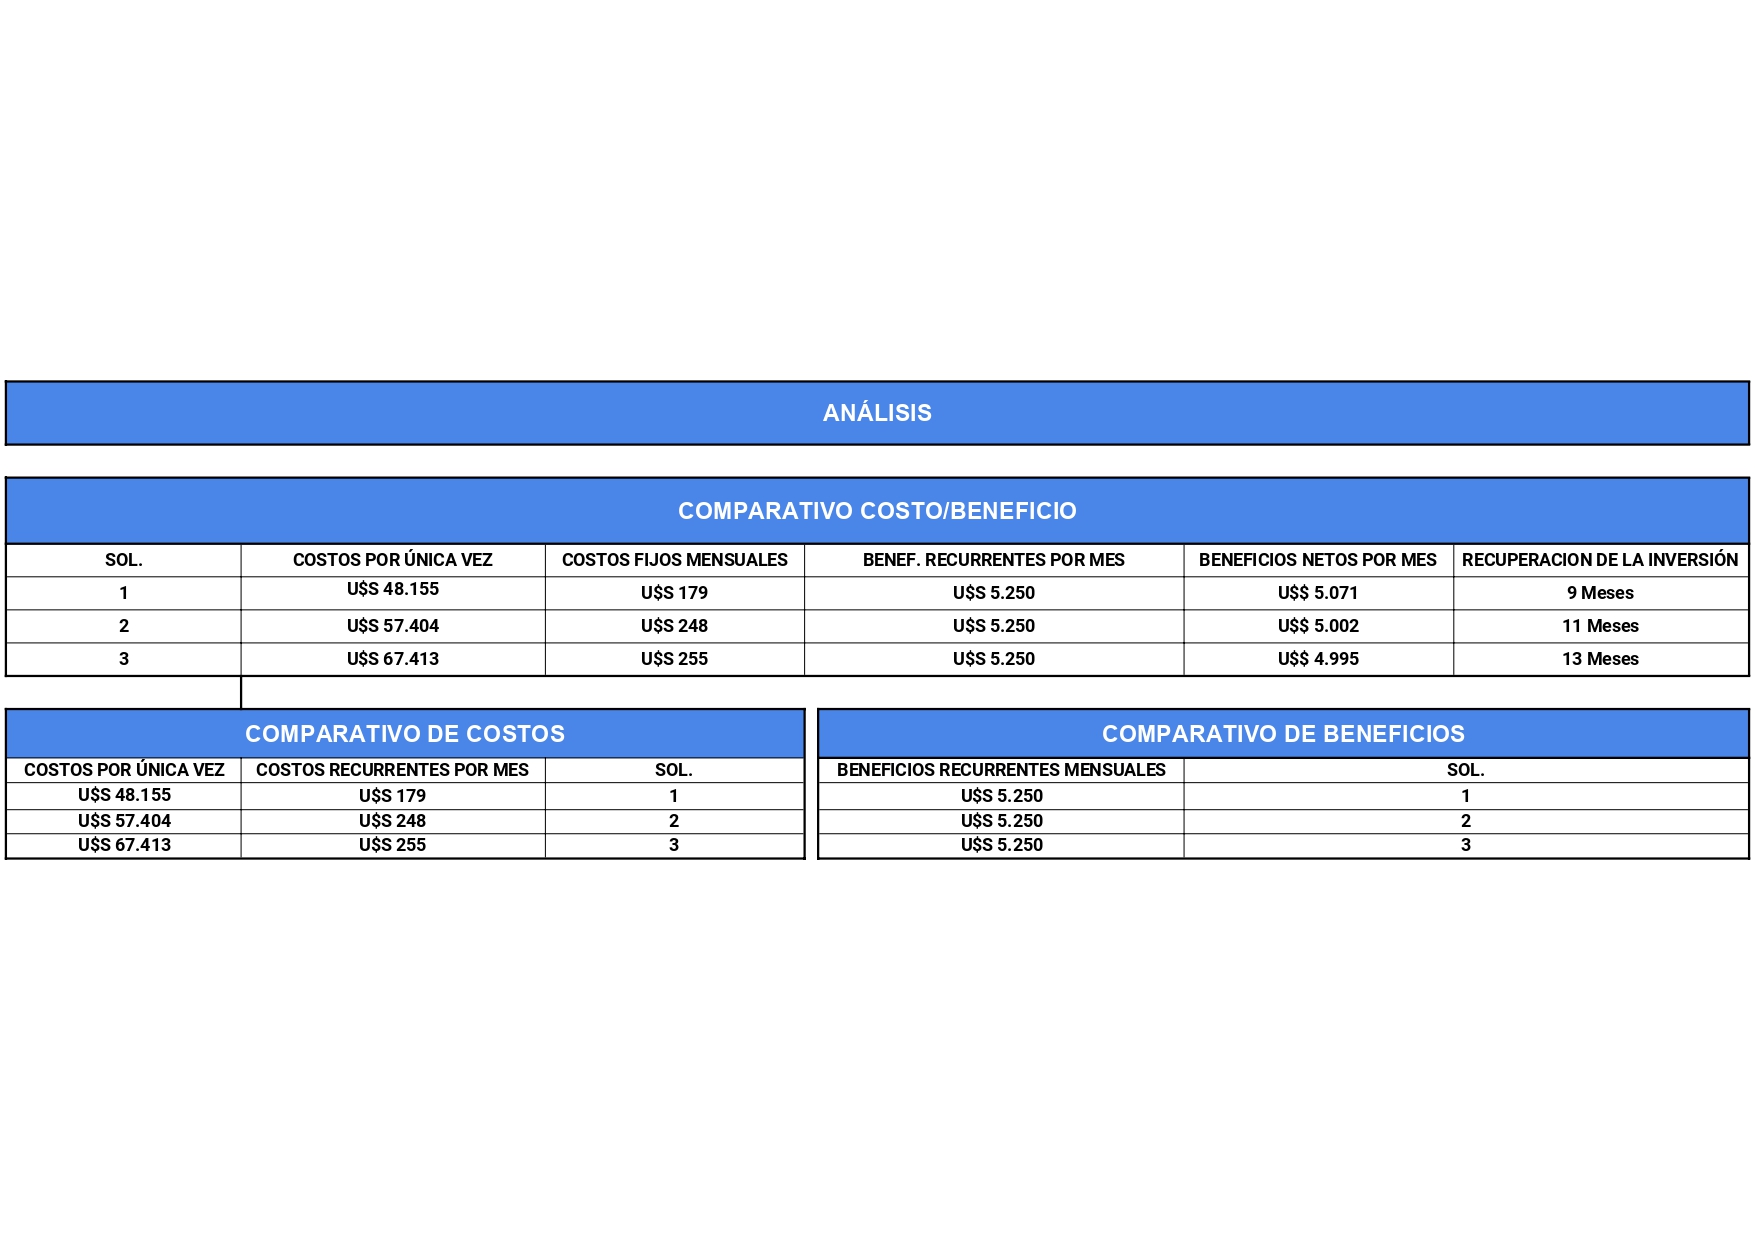 ANÁLISIS
COMPARATIVO COSTO/BENEFICIO
SOL. COSTOS POR ÚNICA VEZ COSTOS FIJOS MENSUALES BENEF. RECURRENTES POR MES BENEFICIOS NETOS POR MES RECUPERACION DE LA INVERSIÓN
1 U$S 48.155 U$S 179 U$S 5.250 U$$ 5.071 9 Meses
2 U$S 57.404 U$S 248 U$S 5.250 U$$ 5.002 11 Meses
3 U$S 67.413 U$S 255 U$S 5.250 U$$ 4.995 13 Meses
COMPARATIVO DE COSTOS
COSTOS POR ÚNICA VEZ COSTOS RECURRENTES POR MES SOL.
U$S 48.155 U$S 179 1
U$S 57.404 U$S 248 2
U$S 67.413 U$S 255 3
COMPARATIVO DE BENEFICIOS
BENEFICIOS RECURRENTES MENSUALES SOL.
U$S 5.250 1
U$S 5.250 2
U$S 5.250 3